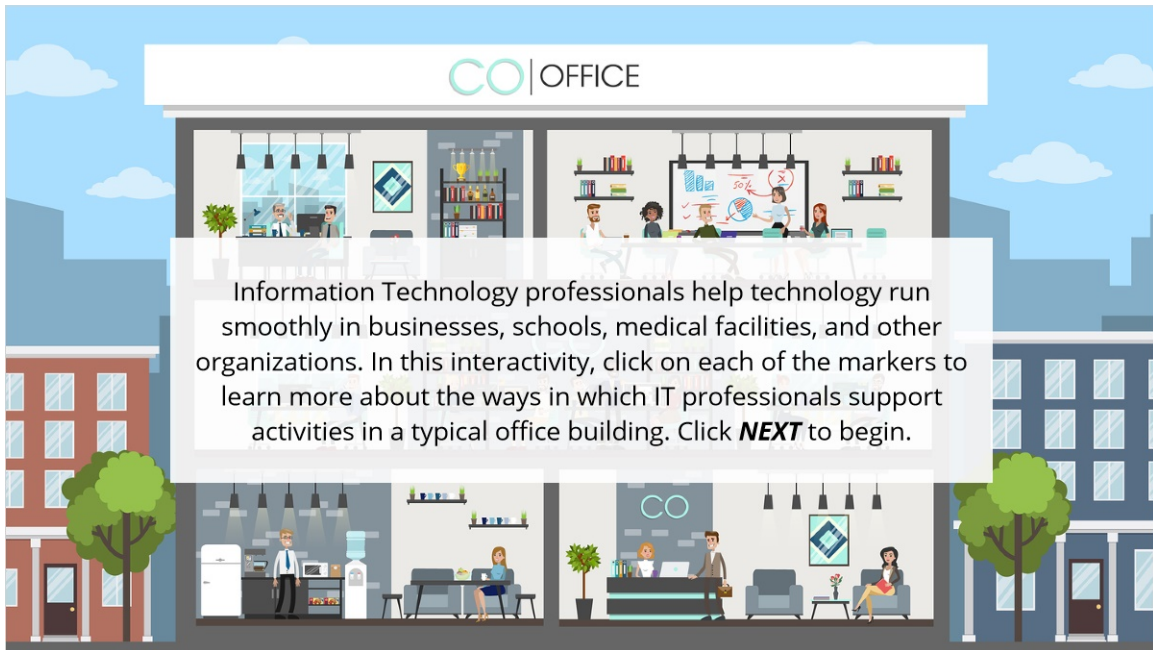 CO|OFFICE
50%
Information Technology professionals help technology run
smoothly in businesses, schools, medical facilities, and other
organizations. In this interactivity, click on each of the markers to
learn more about the ways in which IT professionals support
activities in a typical office building. Click NEXT to begin.
CO